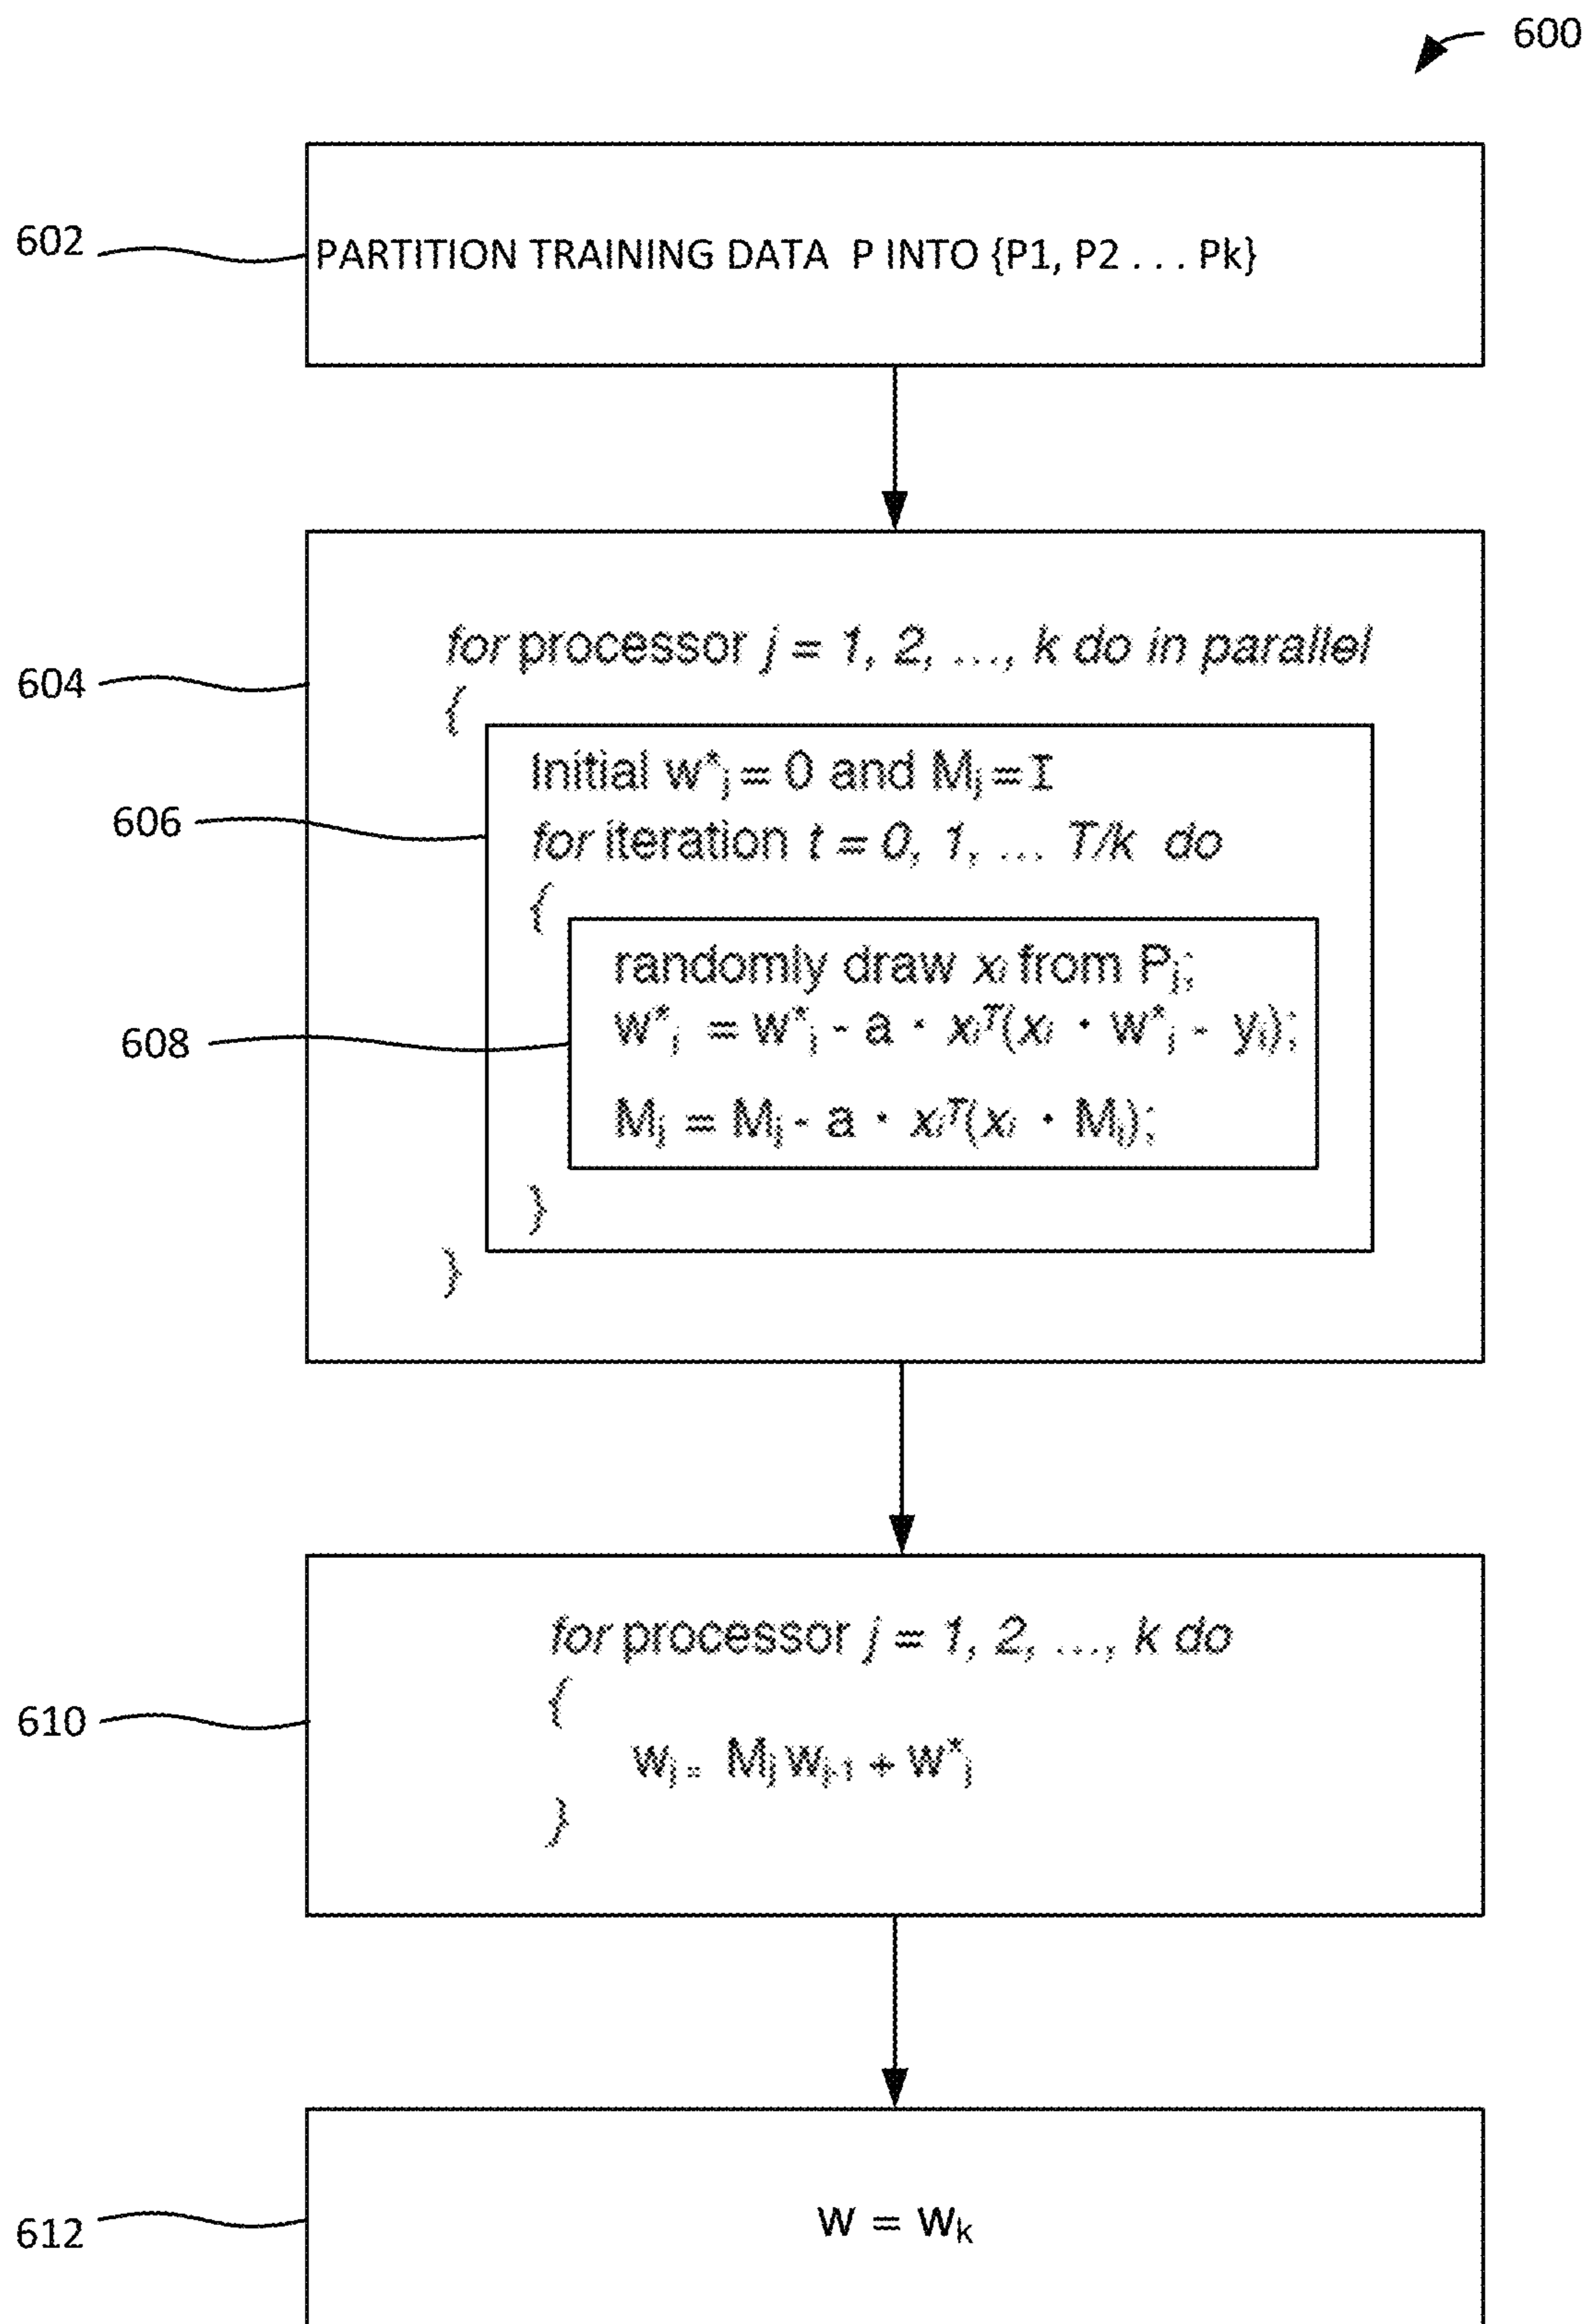 600
602
PARTITION TRAINING DATA P INTO {P1, P2 . . . Pk}
604
for processor j = 1, 2, ..., k do in parallel
{
606
Initial w*j = 0 and Mj = I
for iteration t = 0, 1, ... T/k do
{
608
randomly draw xi from Pj;
w*j = w*j - a · xiT(xi · w*j - yi);
Mj = Mj - a · xiT(xi · Mj);
}
}
610
for processor j = 1, 2, ..., k do
{
wj = Mj wj-1 + w*j
}
612
w = wk